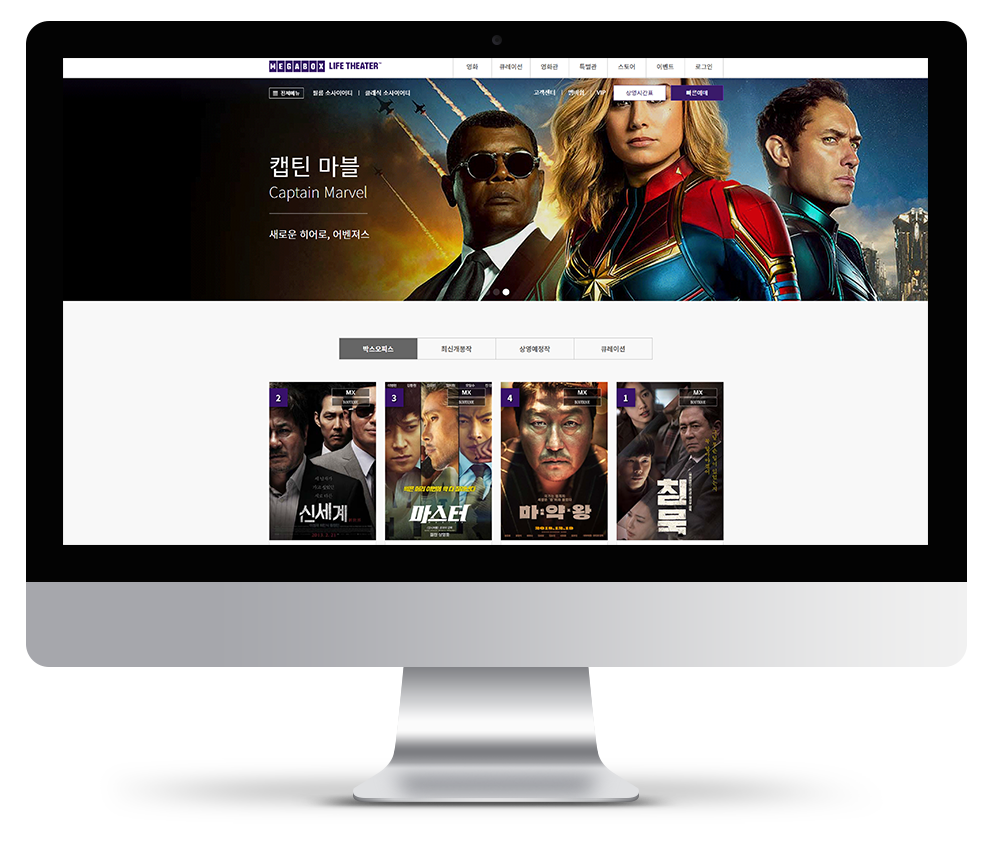 MEGABOX LIFE THEATER™
영화 큐레이션 영화관 특별관 스토어 이벤트 로그인
전체메뉴 필름 소사이어티 | 클래식 소사이어티
고객센터 | 멤버쉽 | VIP 상영시간표 빠른예매
캡틴 마블
Captain Marvel
새로운 히어로, 어벤져스
박스오피스 최신개봉작 상영예정작 큐레이션
2 MX
신세계
3 MX
마스터
4 MX
마약왕
1 MX
침묵